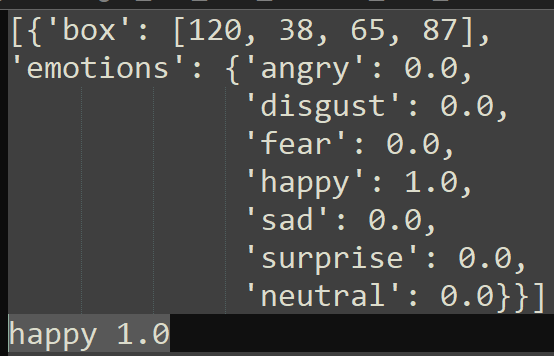 [{'box': [120, 38, 65, 87],
'emotions': {'angry': 0.0,
'disgust': 0.0,
'fear': 0.0,
'happy': 1.0,
'sad': 0.0,
'surprise': 0.0,
'neutral': 0.0}}]
happy 1.0